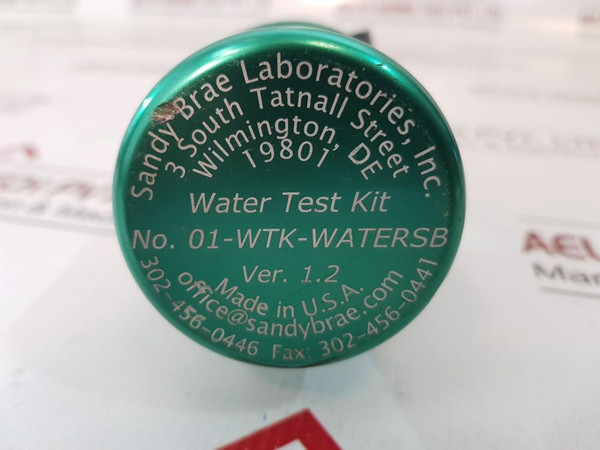 Sandy Brae Laboratories, Inc.
3 South Tatnall Street
Wilmington, DE
19801
Water Test Kit
No. 01-WTK-WATERSB
Ver. 1.2
Made in U.S.A.
office@sandybrae.com
302-456-0446 Fax: 302-456-0441